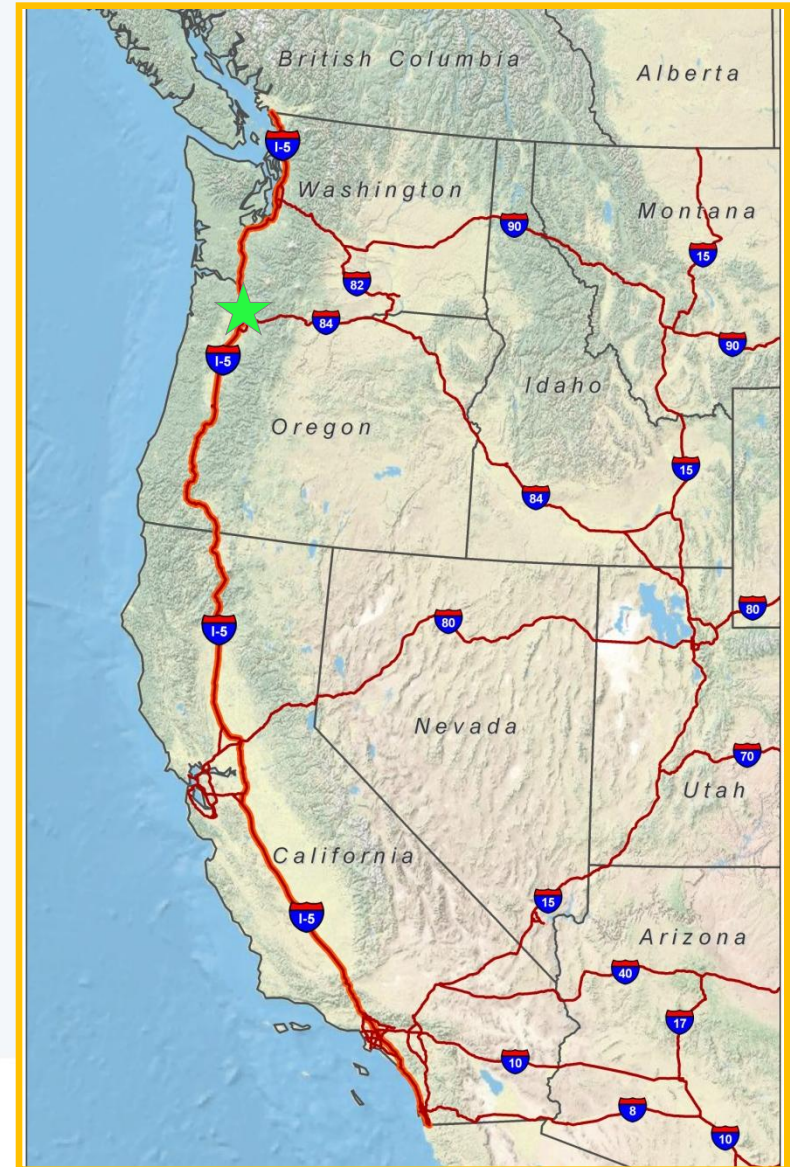 British Columbia
Alberta
I-5
Washington
Montana
90
15
82
84
90
I-5
Idaho
Oregon
15
84
80
80
I-5
Nevada
70
Utah
California
15
I-5
Arizona
40
17
10
8
10